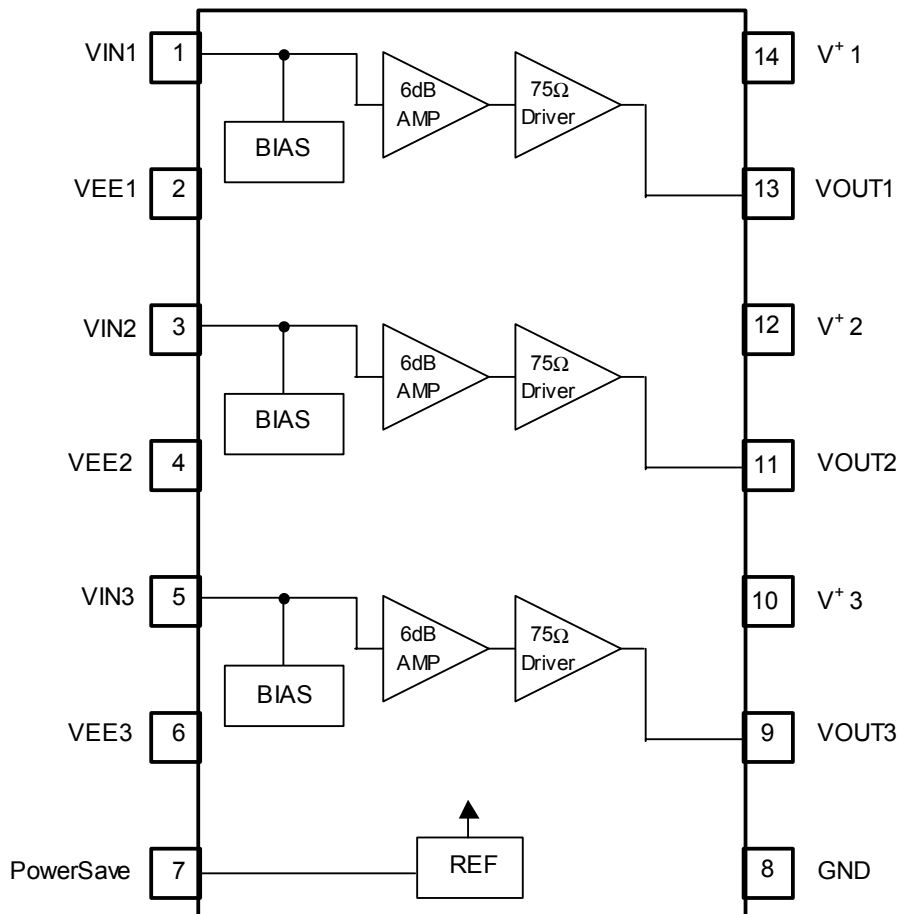 VIN1
1
6dB
AMP
75Ω
Driver
14
V+ 1
BIAS
VEE1
2
13
VOUT1
VIN2
3
6dB
AMP
75Ω
Driver
12
V+ 2
BIAS
VEE2
4
11
VOUT2
VIN3
5
6dB
AMP
75Ω
Driver
10
V+ 3
BIAS
VEE3
6
9
VOUT3
PowerSave
7
REF
8
GND